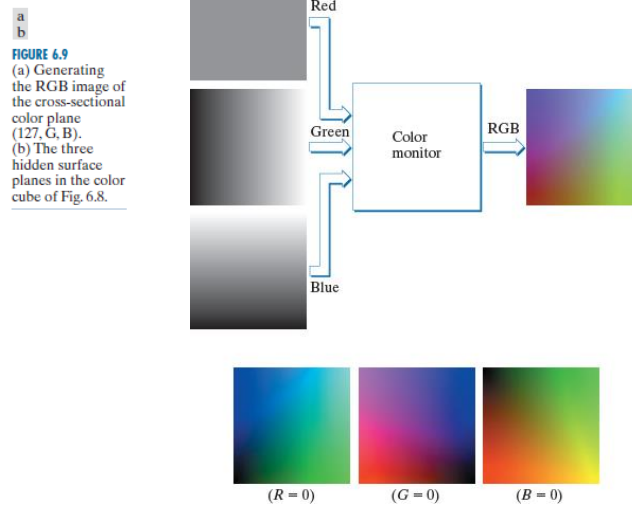 a
b
FIGURE 6.9
(a) Generating
the RGB image of
the cross-sectional
color plane
(127, G, B).
(b) The three
hidden surface
planes in the color
cube of Fig. 6.8.
Red
Green
Blue
Color
monitor
RGB
(R = 0)
(G = 0)
(B = 0)